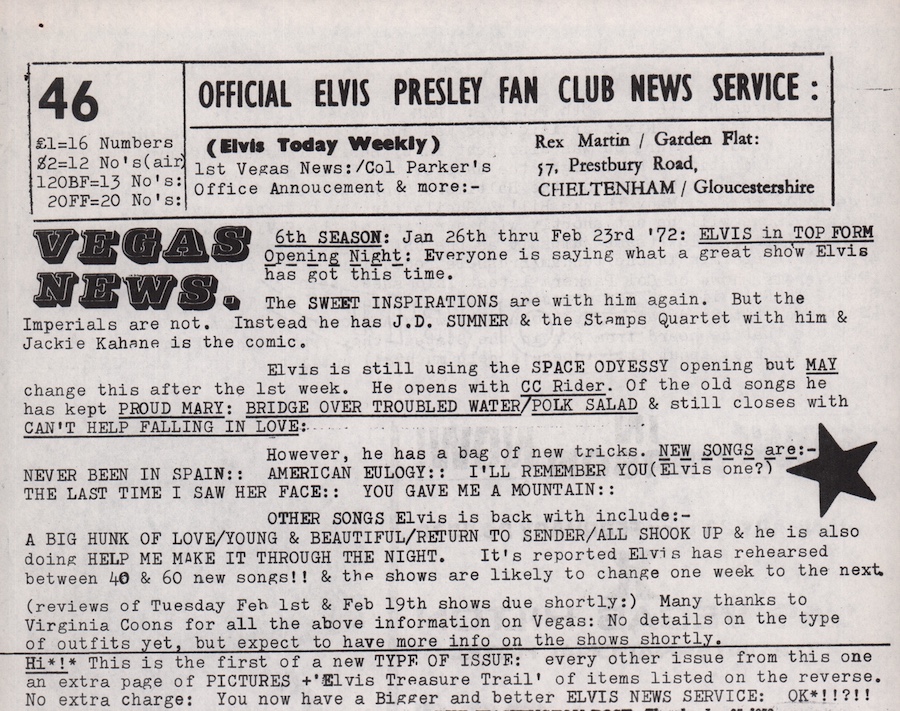 46
£1=16 Numbers
$2=12 No's(air)
120BF=13 No's:
20FF=20 No's:
OFFICIAL ELVIS PRESLEY FAN CLUB NEWS SERVICE :
(Elvis Today Weekly)
1st Vegas News:/Col Parker's
Office Annoucement & more:-
Rex Martin / Garden Flat:
57, Prestbury Road,
CHELTENHAM / Gloucestershire
VEGAS
NEWS.
6th SEASON: Jan 26th thru Feb 23rd '72: ELVIS in TOP FORM
Opening Night: Everyone is saying what a great show Elvis
has got this time.
The SWEET INSPIRATIONS are with him again. But the
Imperials are not. Instead he has J.D. SUMNER & the Stamps Quartet with him &
Jackie Kahane is the comic.
Elvis is still using the SPACE ODYESSY opening but MAY
change this after the 1st week. He opens with CC Rider. Of the old songs he
has kept PROUD MARY: BRIDGE OVER TROUBLED WATER/POLK SALAD & still closes with
CAN'T HELP FALLING IN LOVE:
However, he has a bag of new tricks. NEW SONGS are:-
NEVER BEEN IN SPAIN:: AMERICAN EULOGY:: I'LL REMEMBER YOU(Elvis one?)
THE LAST TIME I SAW HER FACE:: YOU GAVE ME A MOUNTAIN::
OTHER SONGS Elvis is back with include:-
A BIG HUNK OF LOVE/YOUNG & BEAUTIFUL/RETURN TO SENDER/ALL SHOOK UP & he is also
doing HELP ME MAKE IT THROUGH THE NIGHT. It's reported Elvis has rehearsed
between 40 & 60 new songs!! & the shows are likely to change one week to the next.
(reviews of Tuesday Feb 1st & Feb 19th shows due shortly:) Many thanks to
Virginia Coons for all the above information on Vegas: No details on the type
of outfits yet, but expect to have more info on the shows shortly.
Hi*!* This is the first of a new TYPE OF ISSUE: every other issue from this one
an extra page of PICTURES +'Elvis Treasure Trail' of items listed on the reverse.
No extra charge: You now have a Bigger and better ELVIS NEWS SERVICE: OK*!!?!!